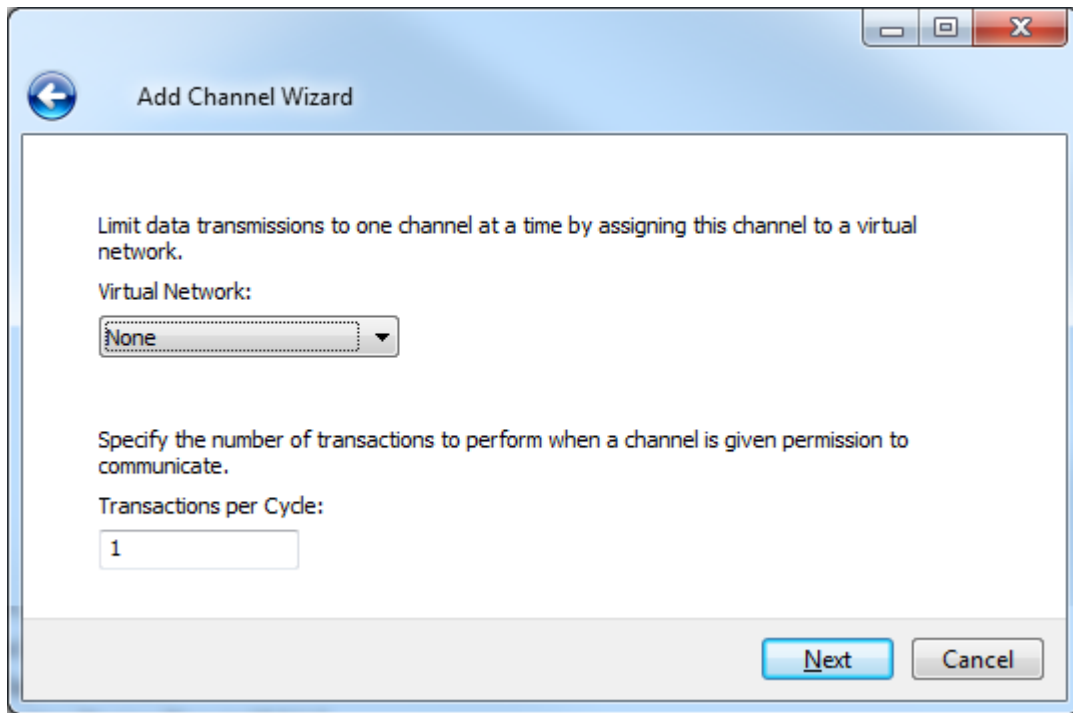 Add Channel Wizard
Limit data transmissions to one channel at a time by assigning this channel to a virtual
network.
Virtual Network:
None
Specify the number of transactions to perform when a channel is given permission to
communicate.
Transactions per Cycle:
1
Next
Cancel